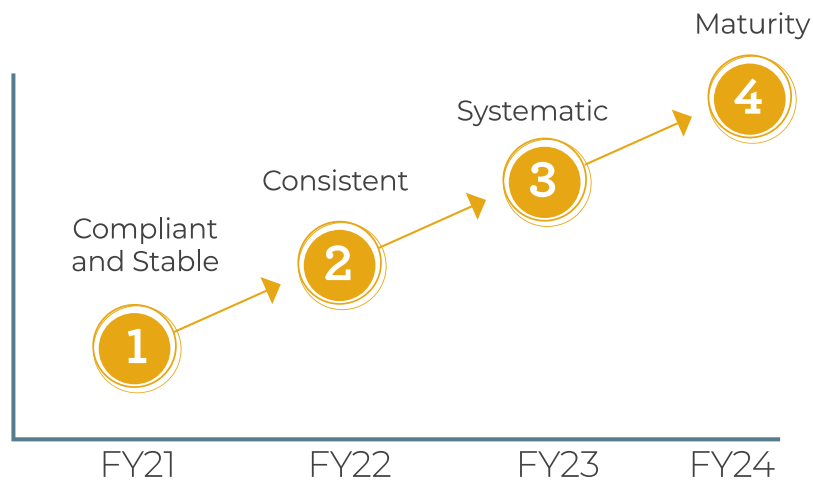 Maturity
4
Systematic
3
Consistent
2
Compliant
and Stable
1
FY21
FY22
FY23
FY24